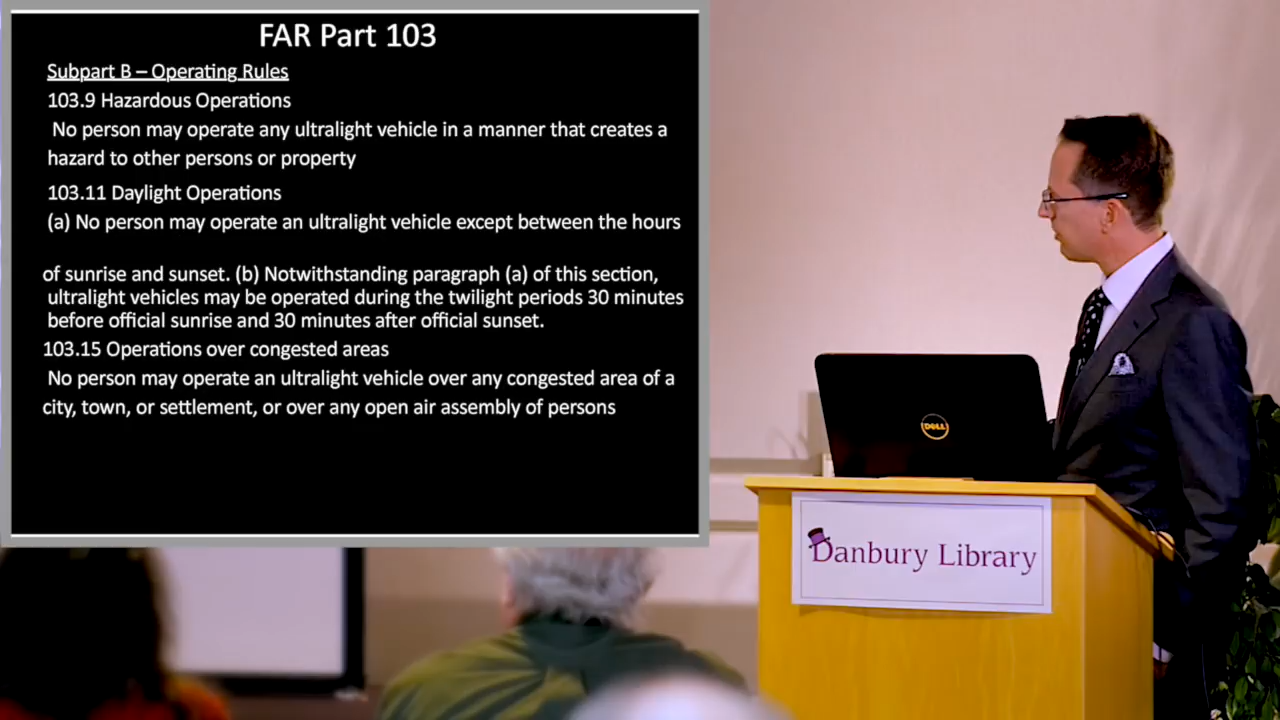 FAR Part 103
Subpart B – Operating Rules
103.9 Hazardous Operations
No person may operate any ultralight vehicle in a manner that creates a
hazard to other persons or property
103.11 Daylight Operations
(a) No person may operate an ultralight vehicle except between the hours
of sunrise and sunset. (b) Notwithstanding paragraph (a) of this section,
ultralight vehicles may be operated during the twilight periods 30 minutes
before official sunrise and 30 minutes after official sunset.
103.15 Operations over congested areas
No person may operate an ultralight vehicle over any congested area of a
city, town, or settlement, or over any open air assembly of persons
DELL
Danbury Library